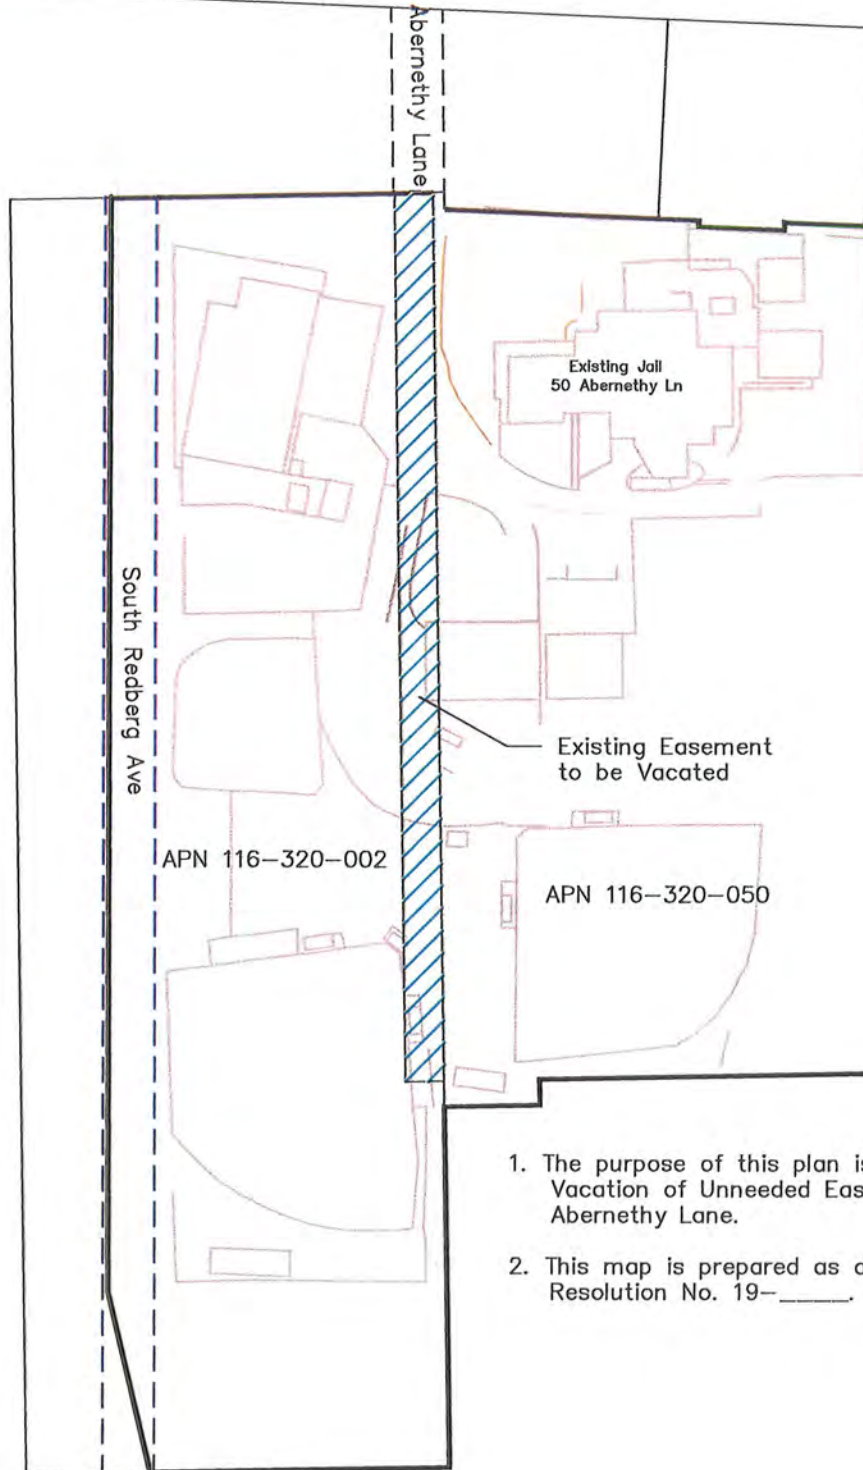 Abernethy Lane
Existing Jail
50 Abernethy Ln
South Redberg Ave
Existing Easement
to be Vacated
APN 116-320-002
APN 116-320-050
1. The purpose of this plan is
Vacation of Unneeded Eas
Abernethy Lane.
2. This map is prepared as a
Resolution No. 19-_____.